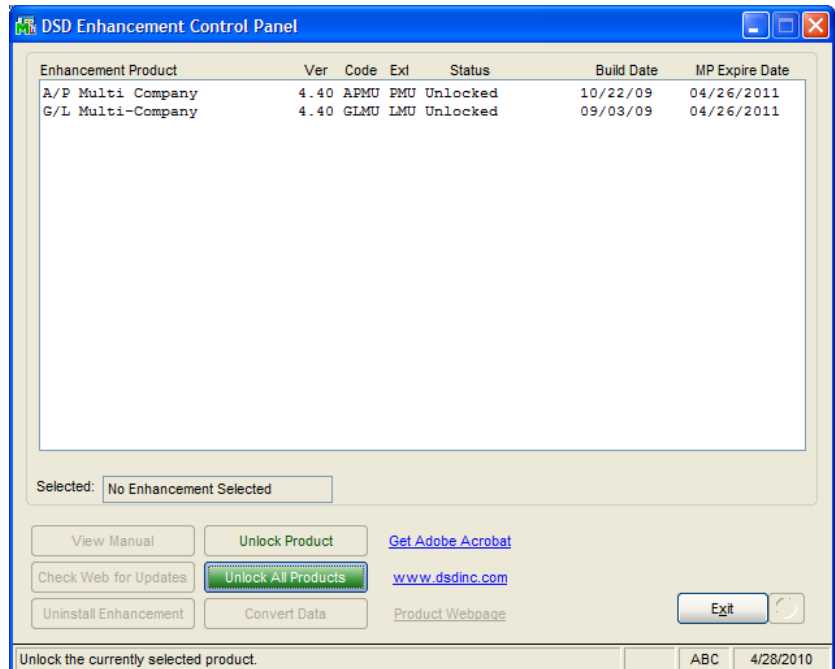 DSD Enhancement Control Panel
Enhancement Product Ver Code Ext Status Build Date MP Expire Date
A/P Multi Company 4.40 APMU PMU Unlocked 10/22/09 04/26/2011
G/L Multi-Company 4.40 GLMU LMU Unlocked 09/03/09 04/26/2011
Selected: No Enhancement Selected
View Manual Unlock Product Get Adobe Acrobat
Check Web for Updates Unlock All Products www.dsdinc.com
Uninstall Enhancement Convert Data Product Webpage Exit
Unlock the currently selected product. ABC 4/28/2010